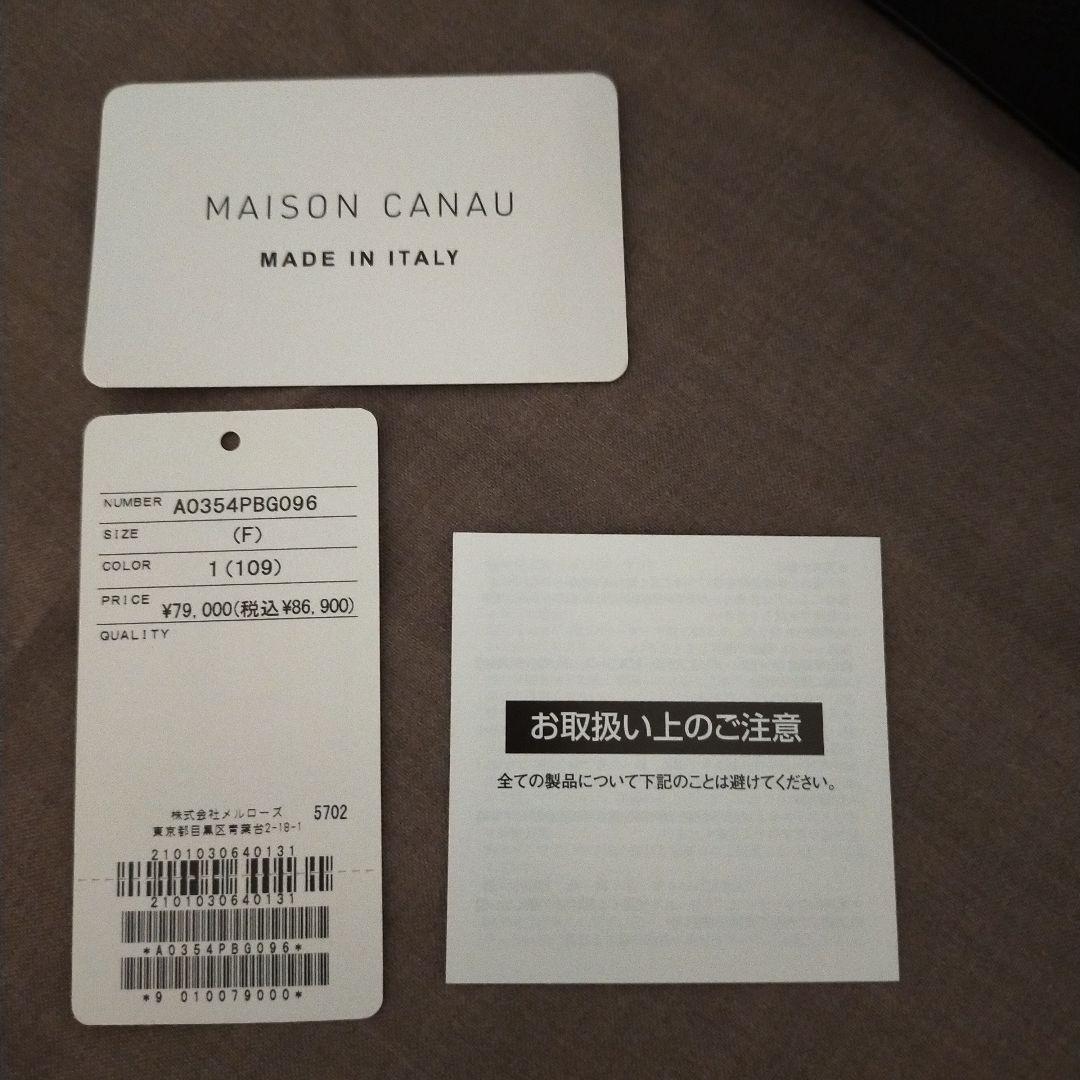 MAISON CANAU
MADE IN ITALY
NUMBER A0354PBG096
SIZE (F)
COLOR 1(109)
PRICE ¥79,000(税込¥86,900)
QUALITY
株式会社メルローズ 5702
東京都目黒区青葉台2-18-1
2101030640131
2101030640131
*A0354PBG096*
*9 010079000*
お取扱い上のご注意
全ての製品について下記のことは避けてください。